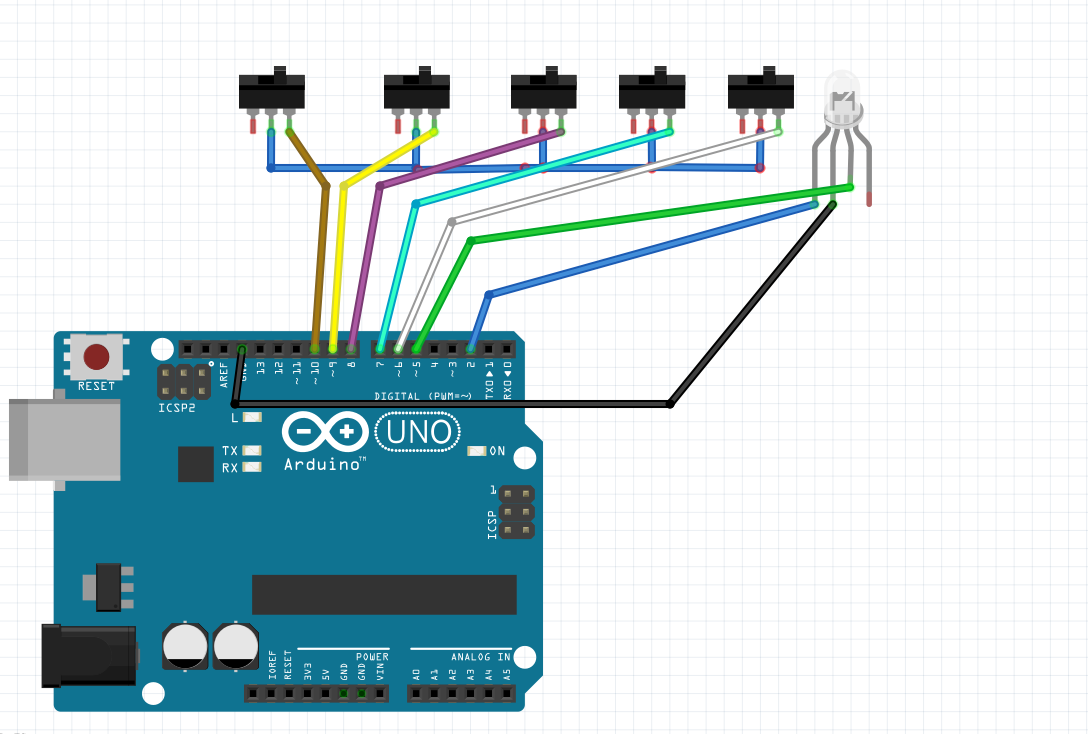 RESET
ICSP2
AREF
GND
13
12
~11
~10
~9
8
7
~6
~5
4
~3
2
TX0▶1
RX0◀0
DIGITAL (PWM=~)
L
TX
RX
UNO
ON
Arduino™
1
ICSP
POWER
ANALOG IN
IOREF
RESET
3V3
5V
GND
GND
VIN
A0
A1
A2
A3
A4
A5